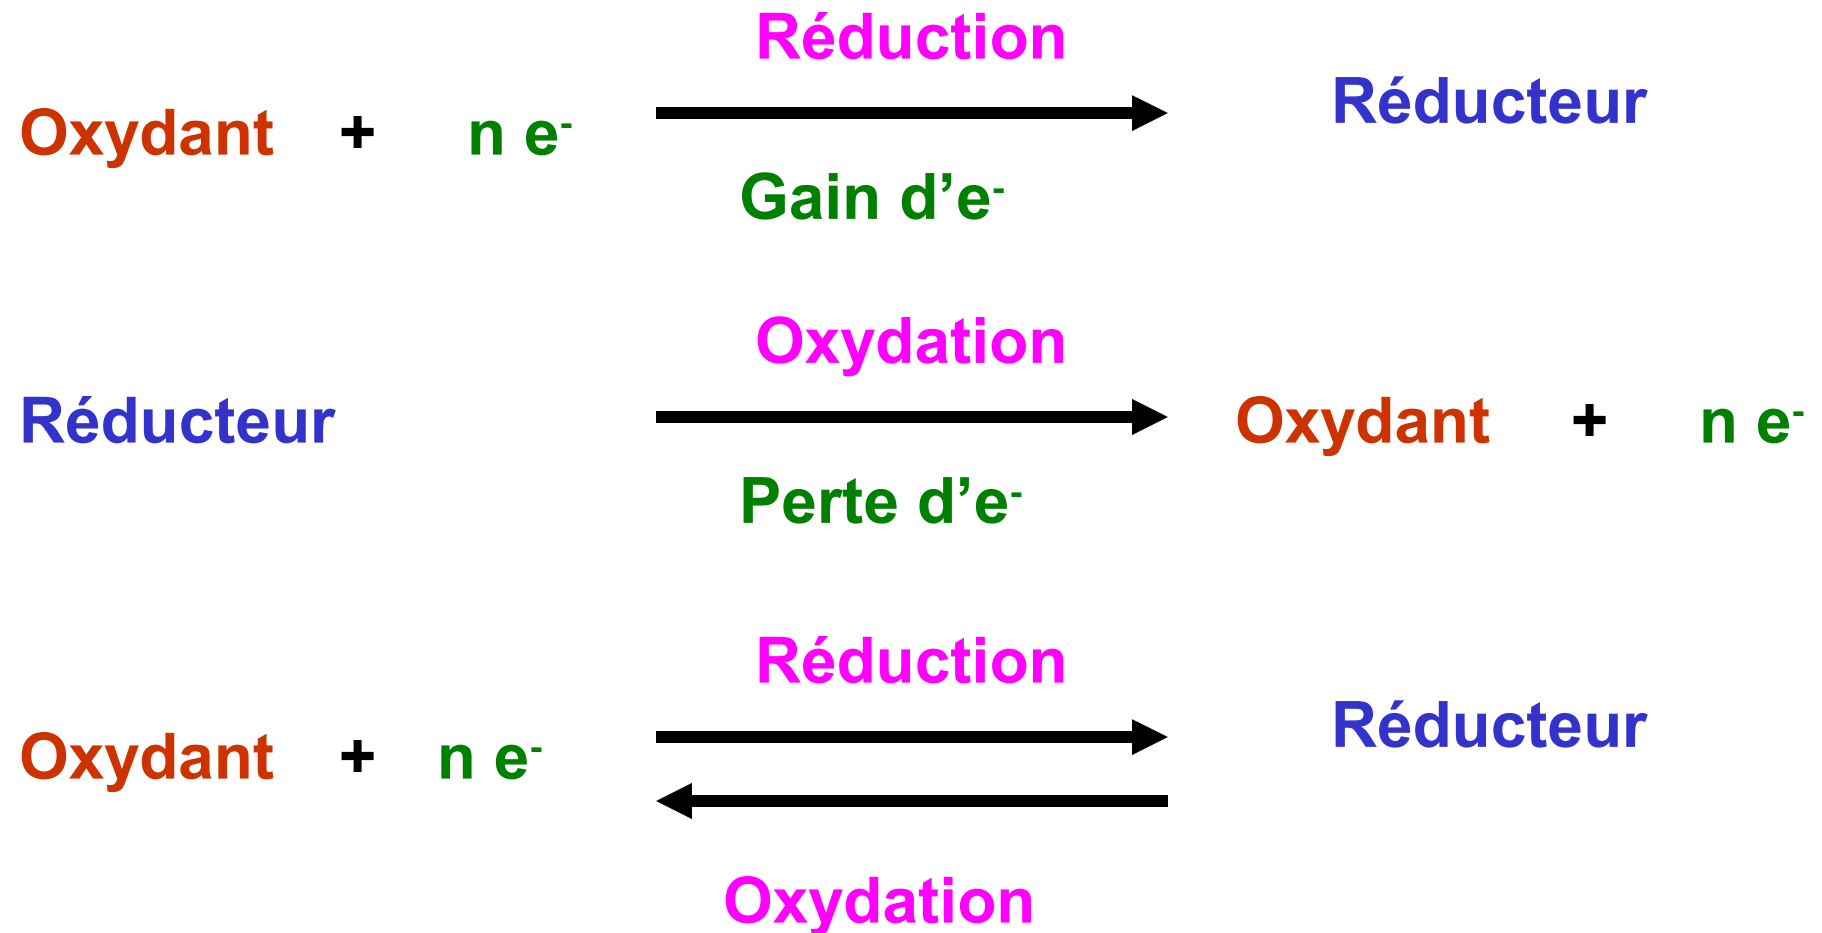 Réduction
Oxydant + n e⁻ Réducteur
Gain d’e⁻
Oxydation
Réducteur Oxydant + n e⁻
Perte d’e⁻
Réduction
Oxydant + n e⁻ Réducteur
Oxydation